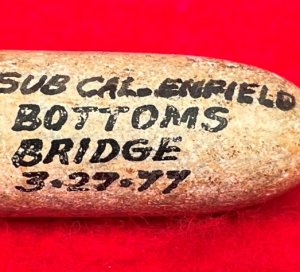 SUB CAL. ENFIELD
BOTTOMS
BRIDGE
3-27-77